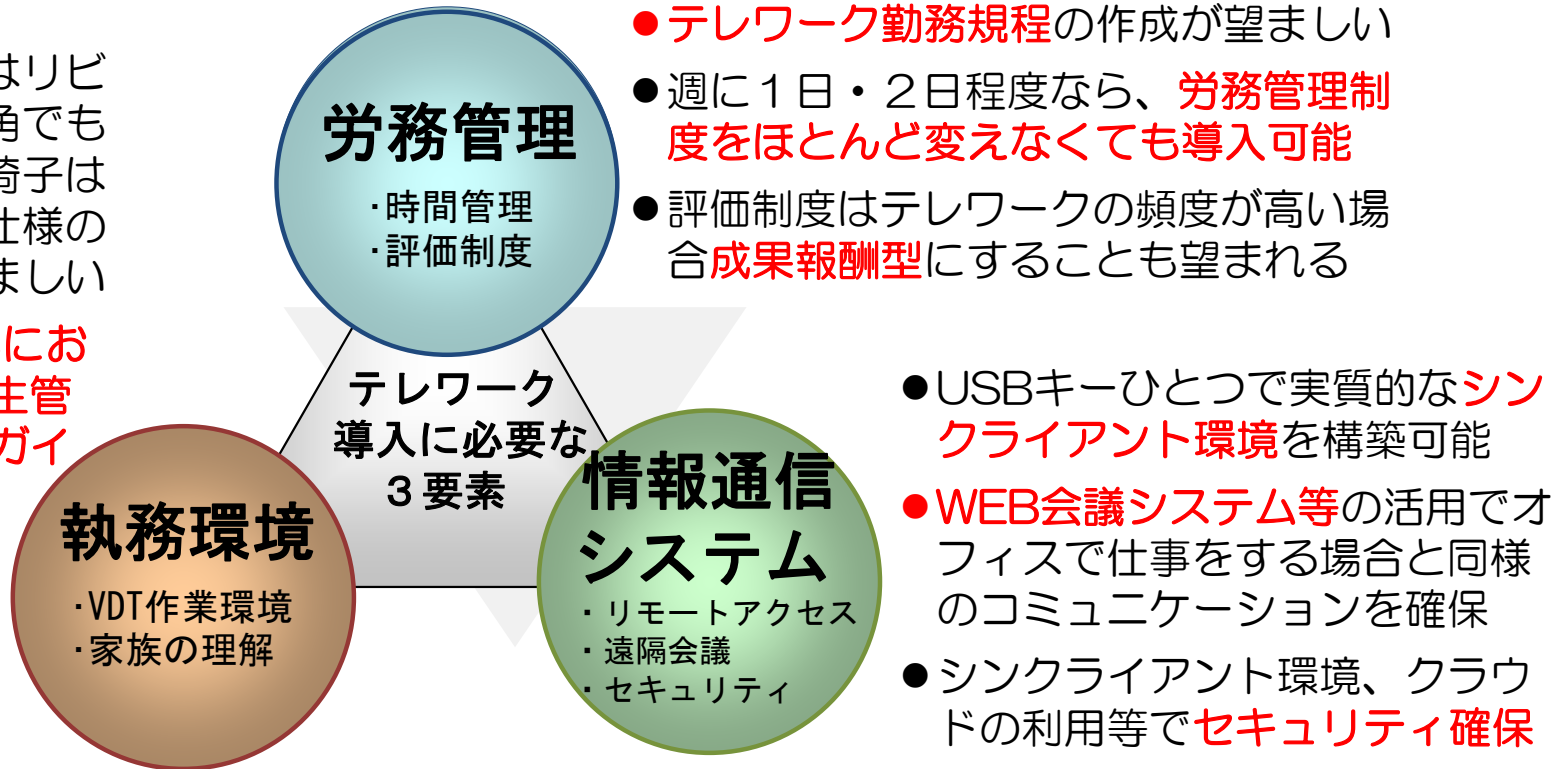 はリビ
角でも
椅子は
仕様の
ましい
にお
生管
ガイ
労務管理
・時間管理
・評価制度
●テレワーク勤務規程の作成が望ましい
●週に１日・２日程度なら、労務管理制
度をほとんど変えなくても導入可能
●評価制度はテレワークの頻度が高い場
合成果報酬型にすることも望まれる
テレワーク
導入に必要な
３要素
執務環境
・VDT作業環境
・家族の理解
情報通信
システム
・リモートアクセス
・遠隔会議
・セキュリティ
●USBキーひとつで実質的なシン
クライアント環境を構築可能
●WEB会議システム等の活用でオ
フィスで仕事をする場合と同様
のコミュニケーションを確保
●シンクライアント環境、クラウ
ドの利用等でセキュリティ確保